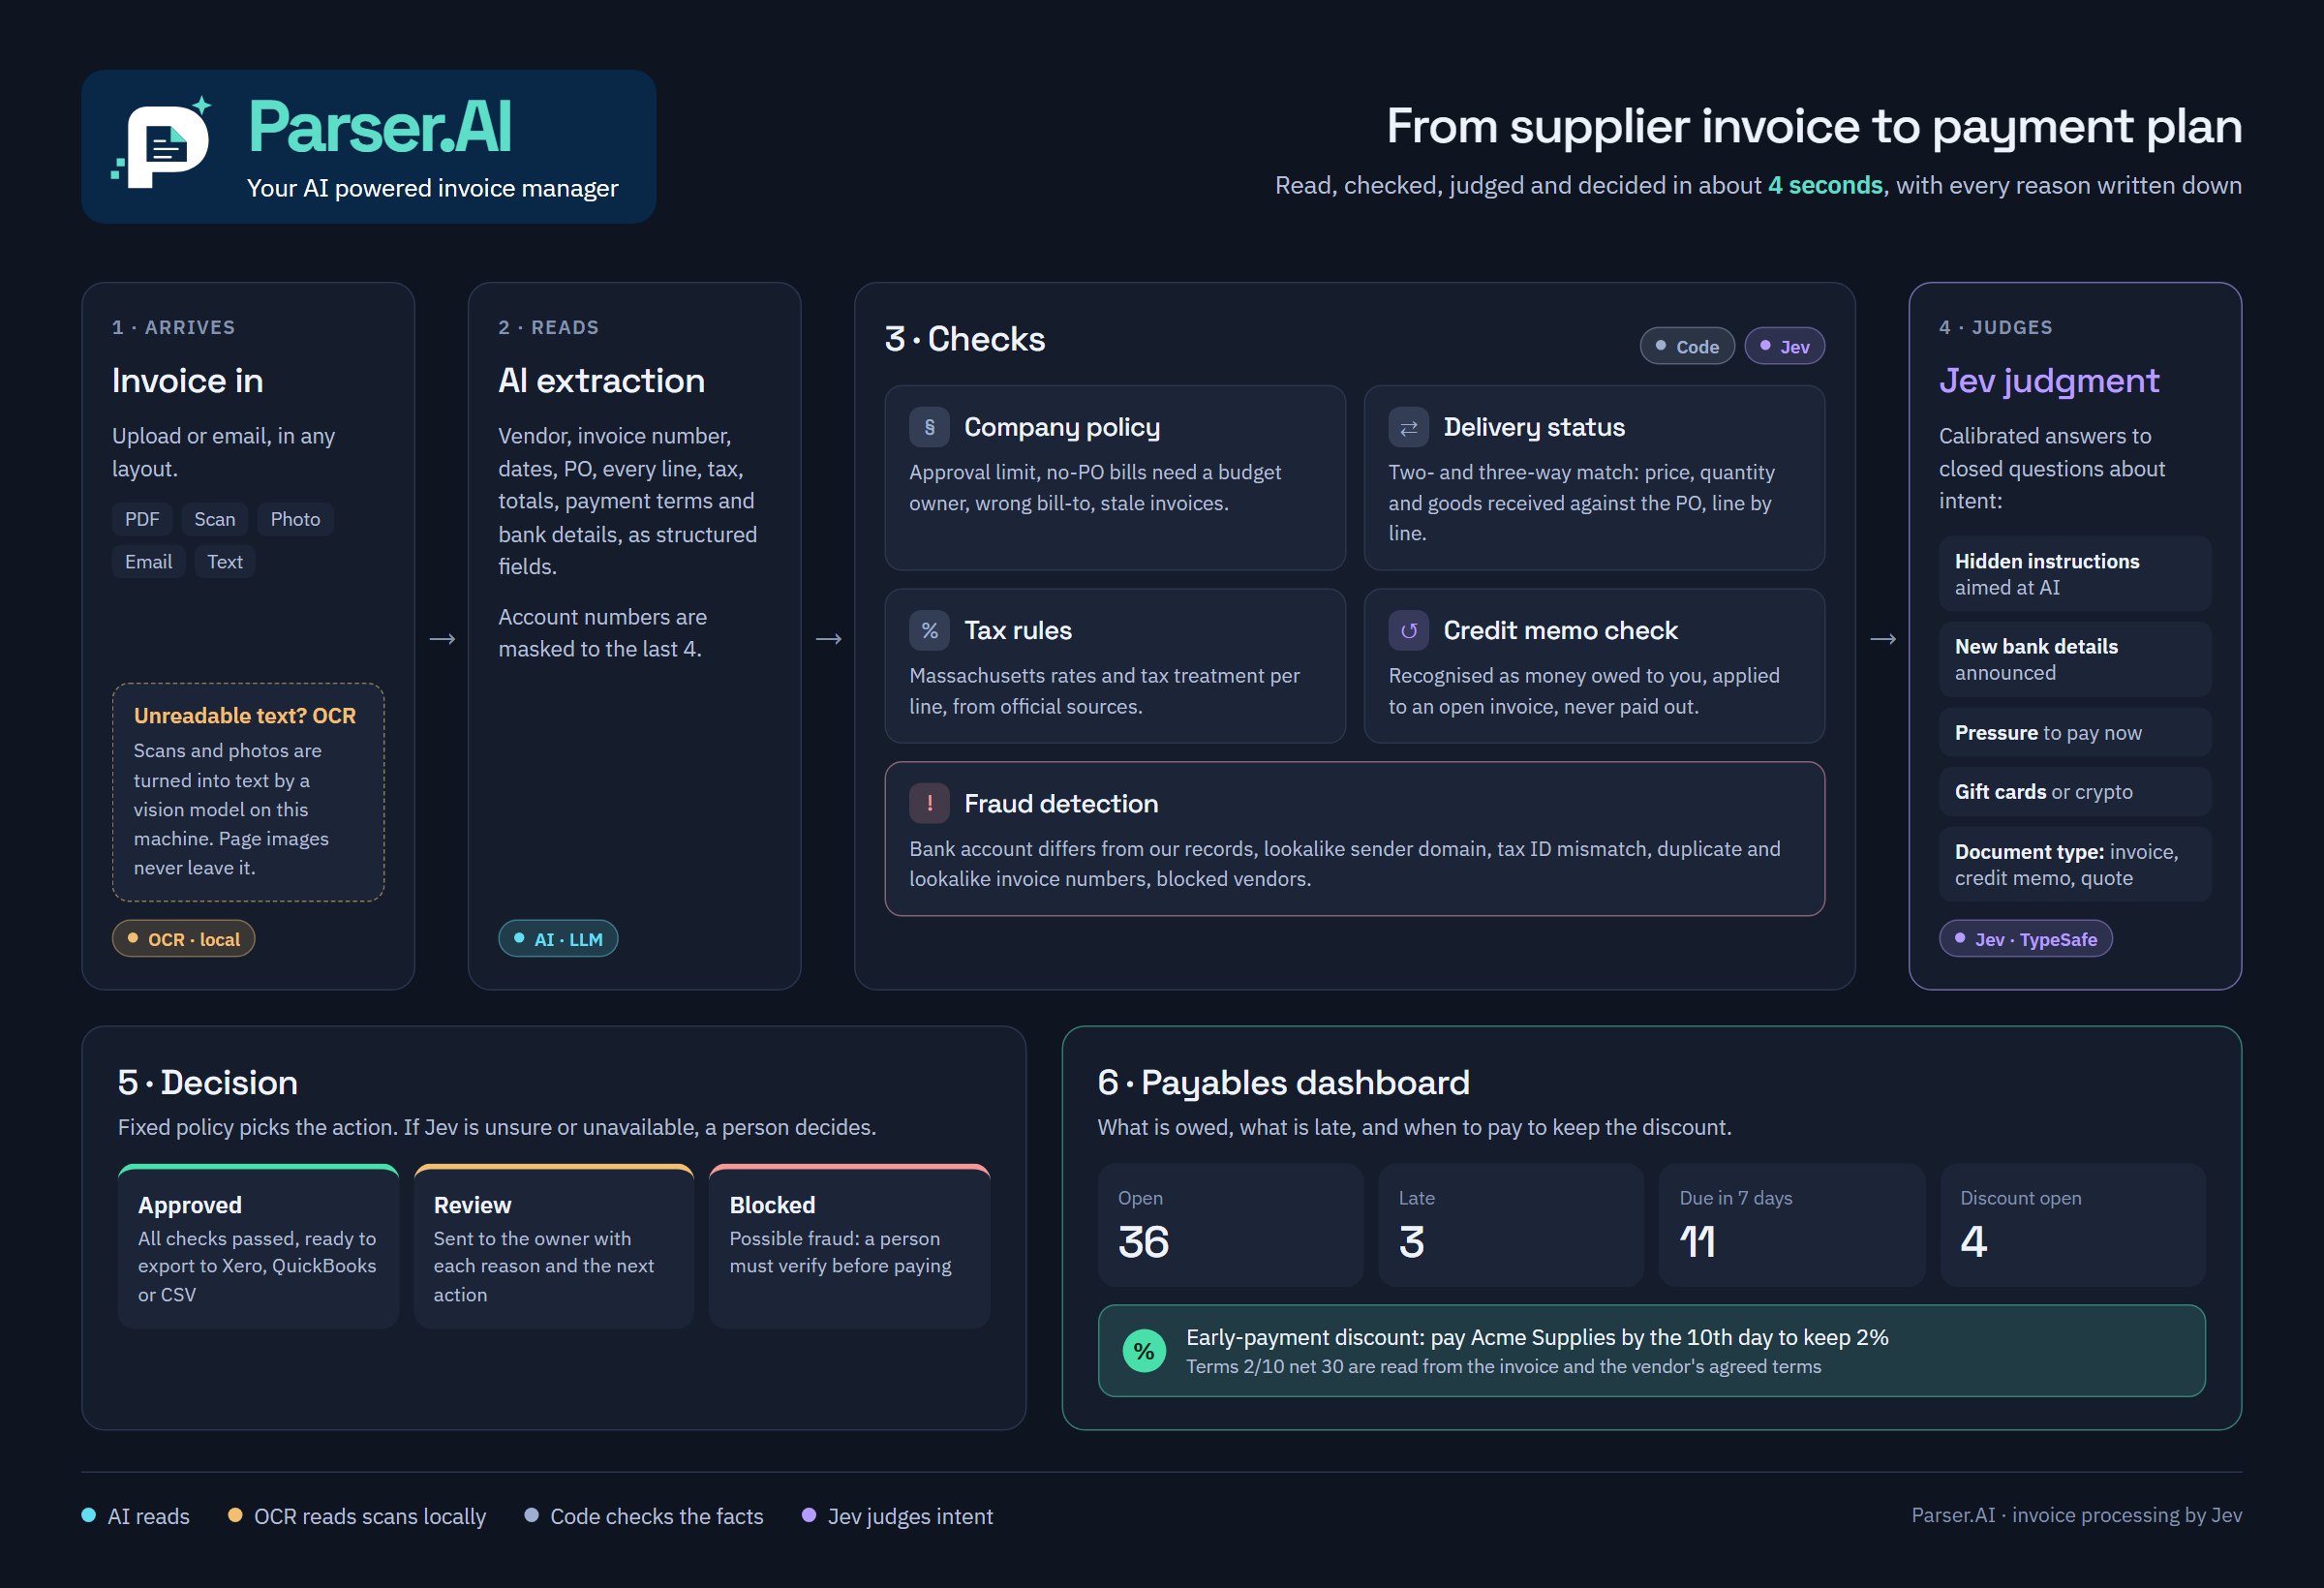 Parser.AI
Your AI powered invoice manager
From supplier invoice to payment plan
Read, checked, judged and decided in about 4 seconds, with every reason written down
1 · ARRIVES
Invoice in
Upload or email, in any
layout.
PDF Scan Photo
Email Text
Unreadable text? OCR
Scans and photos are
turned into text by a
vision model on this
machine. Page images
never leave it.
OCR · local
→
2 · READS
AI extraction
Vendor, invoice number,
dates, PO, every line, tax,
totals, payment terms and
bank details, as structured
fields.
Account numbers are
masked to the last 4.
AI · LLM
→
3 · Checks
Code Jev
§ Company policy
Approval limit, no-PO bills need a budget
owner, wrong bill-to, stale invoices.
⇄ Delivery status
Two- and three-way match: price, quantity
and goods received against the PO, line by
line.
% Tax rules
Massachusetts rates and tax treatment per
line, from official sources.
↺ Credit memo check
Recognised as money owed to you, applied
to an open invoice, never paid out.
! Fraud detection
Bank account differs from our records, lookalike sender domain, tax ID mismatch, duplicate and
lookalike invoice numbers, blocked vendors.
→
4 · JUDGES
Jev judgment
Calibrated answers to
closed questions about
intent:
Hidden instructions
aimed at AI
New bank details
announced
Pressure to pay now
Gift cards or crypto
Document type: invoice,
credit memo, quote
Jev · TypeSafe
5 · Decision
Fixed policy picks the action. If Jev is unsure or unavailable, a person decides.
Approved
All checks passed, ready to
export to Xero, QuickBooks
or CSV
Review
Sent to the owner with
each reason and the next
action
Blocked
Possible fraud: a person
must verify before paying
6 · Payables dashboard
What is owed, what is late, and when to pay to keep the discount.
Open
36
Late
3
Due in 7 days
11
Discount open
4
% Early-payment discount: pay Acme Supplies by the 10th day to keep 2%
Terms 2/10 net 30 are read from the invoice and the vendor's agreed terms
AI reads OCR reads scans locally Code checks the facts Jev judges intent
Parser.AI · invoice processing by Jev